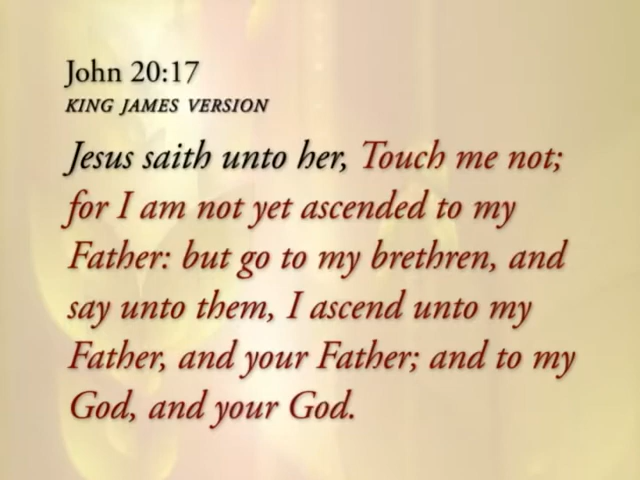 John 20:17
KING JAMES VERSION
Jesus saith unto her, Touch me not;
for I am not yet ascended to my
Father: but go to my brethren, and
say unto them, I ascend unto my
Father, and your Father; and to my
God, and your God.